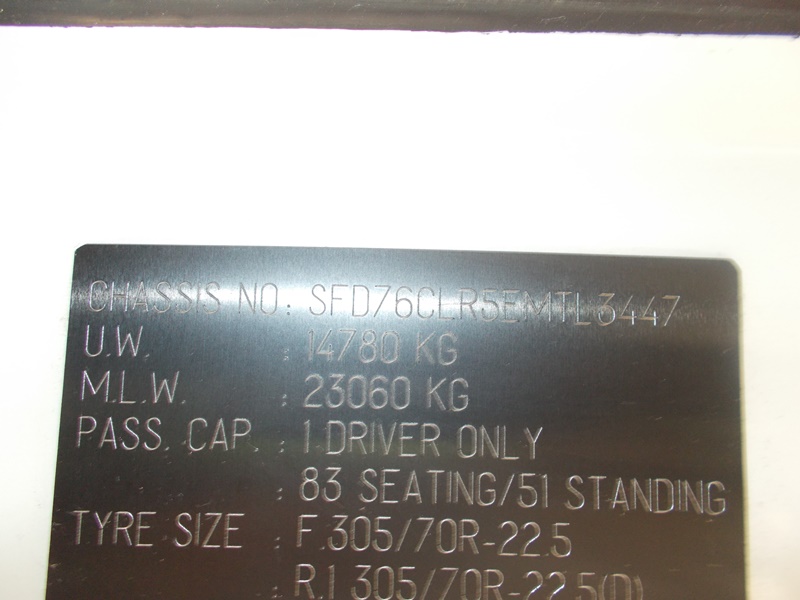 CHASSIS NO: SFD76CLR5EMTL3447
U.W. : 14780 KG
M.L.W. : 23060 KG
PASS. CAP. : 1 DRIVER ONLY
: 83 SEATING/51 STANDING
TYRE SIZE : F.305/70R-22.5
: R.1 305/70R-22.5(D)